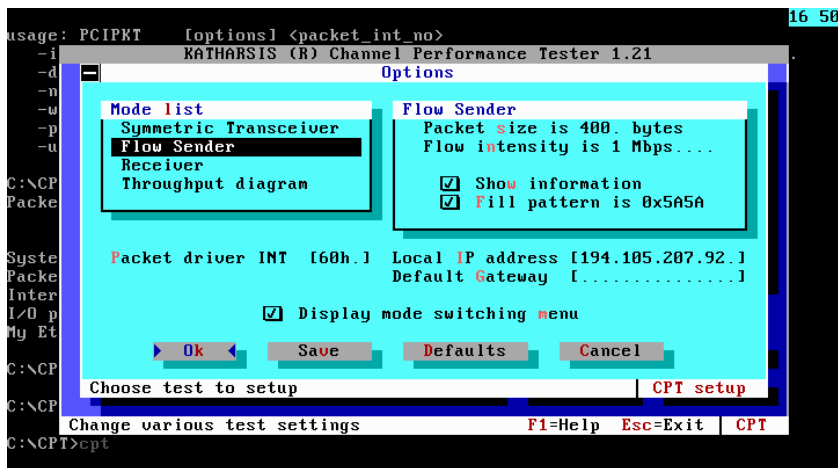 16 50
usage: PCIPKT [options] <packet_int_no>
-i KATHARSIS (R) Channel Performance Tester 1.21 .
-d Options
-n
-w Mode list Flow Sender
-p Symmetric Transceiver Packet size is 400. bytes
-u Flow Sender Flow intensity is 1 Mbps....
Receiver
C:\CP Throughput diagram Show information
Packe Fill pattern is 0x5A5A
Syste Packet driver INT [60h.] Local IP address [194.105.207.92.]
Packe Default Gateway [...............]
Inter
I/O p Display mode switching menu
My Et
Ok Save Defaults Cancel
C:\CP
Choose test to setup CPT setup
C:\CP
Change various test settings F1=Help Esc=Exit CPT
C:\CPT>cpt